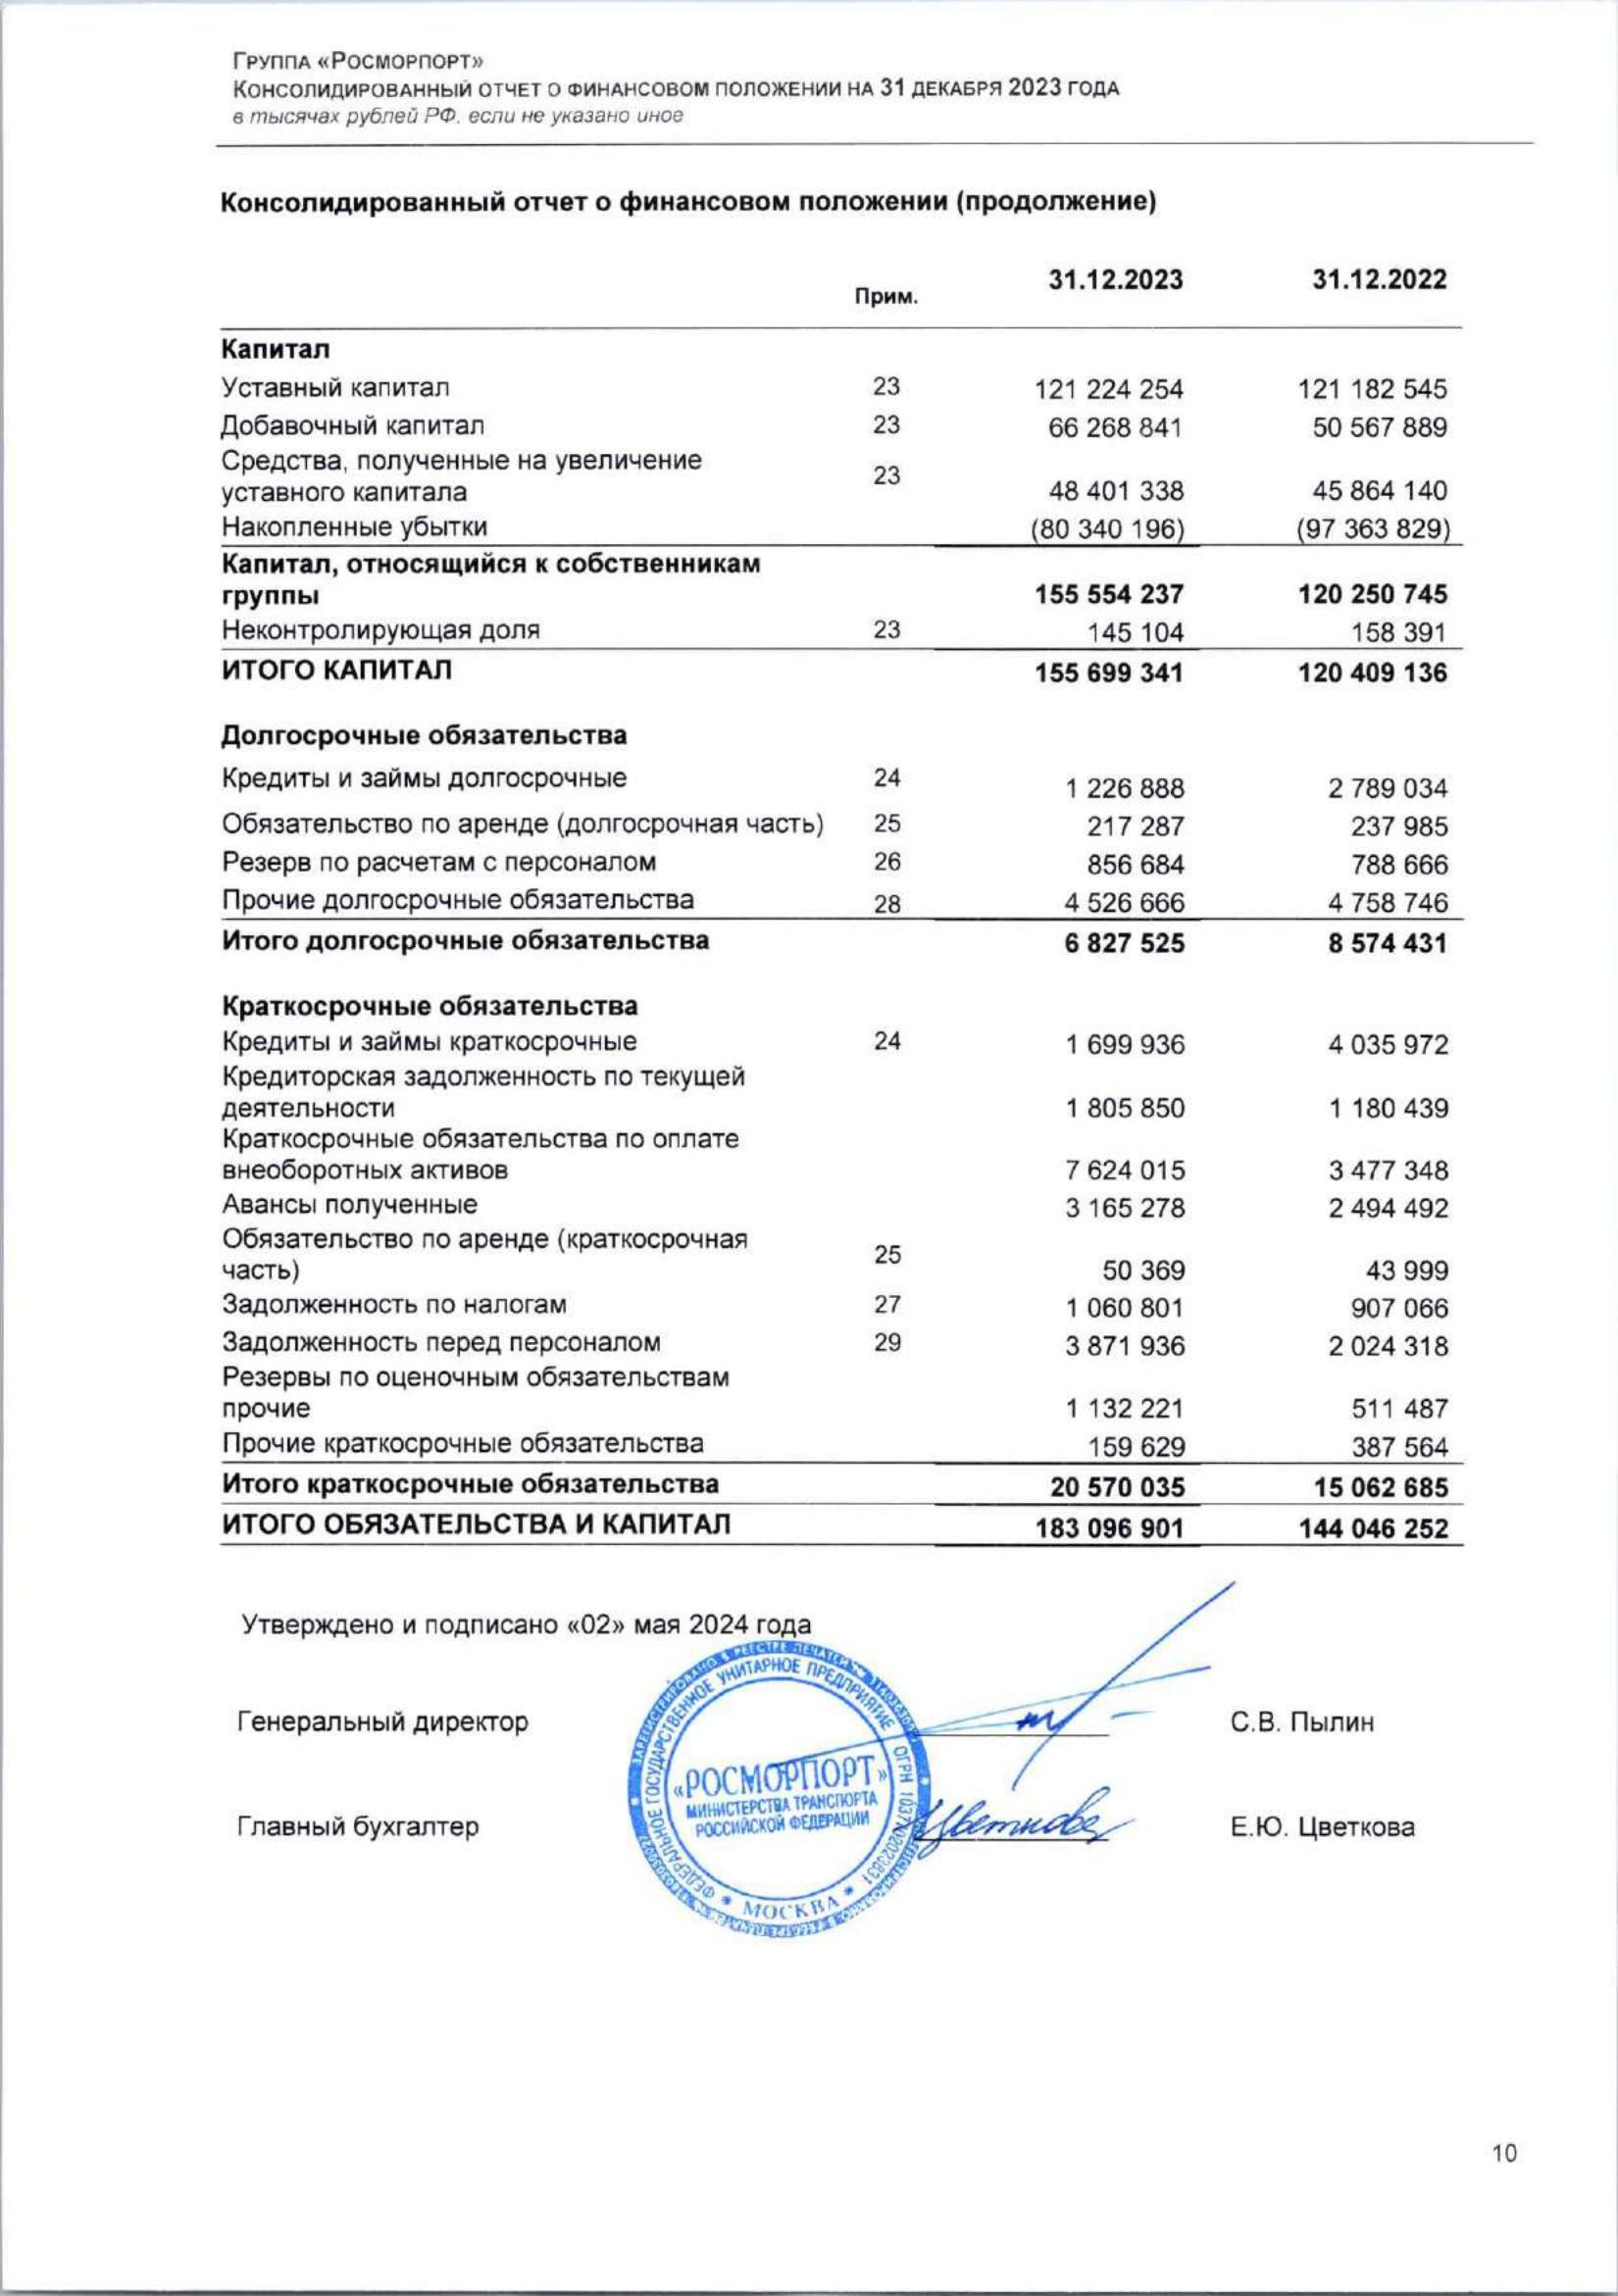 ГРУППА «РОСМОРПОРТ»
КОНСОЛИДИРОВАННЫЙ ОТЧЕТ О ФИНАНСОВОМ ПОЛОЖЕНИИ НА 31 ДЕКАБРЯ 2023 ГОДА
в тысячах рублей РФ, если не указано иное
Консолидированный отчет о финансовом положении (продолжение)
Прим. 31.12.2023 31.12.2022
Капитал
Уставный капитал 23 121 224 254 121 182 545
Добавочный капитал 23 66 268 841 50 567 889
Средства, полученные на увеличение
уставного капитала 23 48 401 338 45 864 140
Накопленные убытки (80 340 196) (97 363 829)
Капитал, относящийся к собственникам
группы 155 554 237 120 250 745
Неконтролирующая доля 23 145 104 158 391
ИТОГО КАПИТАЛ 155 699 341 120 409 136
Долгосрочные обязательства
Кредиты и займы долгосрочные 24 1 226 888 2 789 034
Обязательство по аренде (долгосрочная часть) 25 217 287 237 985
Резерв по расчетам с персоналом 26 856 684 788 666
Прочие долгосрочные обязательства 28 4 526 666 4 758 746
Итого долгосрочные обязательства 6 827 525 8 574 431
Краткосрочные обязательства
Кредиты и займы краткосрочные 24 1 699 936 4 035 972
Кредиторская задолженность по текущей
деятельности 1 805 850 1 180 439
Краткосрочные обязательства по оплате
внеоборотных активов 7 624 015 3 477 348
Авансы полученные 3 165 278 2 494 492
Обязательство по аренде (краткосрочная
часть) 25 50 369 43 999
Задолженность по налогам 27 1 060 801 907 066
Задолженность перед персоналом 29 3 871 936 2 024 318
Резервы по оценочным обязательствам
прочие 1 132 221 511 487
Прочие краткосрочные обязательства 159 629 387 564
Итого краткосрочные обязательства 20 570 035 15 062 685
ИТОГО ОБЯЗАТЕЛЬСТВА И КАПИТАЛ 183 096 901 144 046 252
Утверждено и подписано «02» мая 2024 года
Генеральный директор С.В. Пылин
Главный бухгалтер Цветкова Е.Ю. Цветкова
ФЕДЕРАЛЬНОЕ ГОСУДАРСТВЕННОЕ УНИТАРНОЕ ПРЕДПРИЯТИЕ ОГРН 1037702023831
«РОСМОРПОРТ»
МИНИСТЕРСТВА ТРАНСПОРТА
РОССИЙСКОЙ ФЕДЕРАЦИИ
* МОСКВА *
10